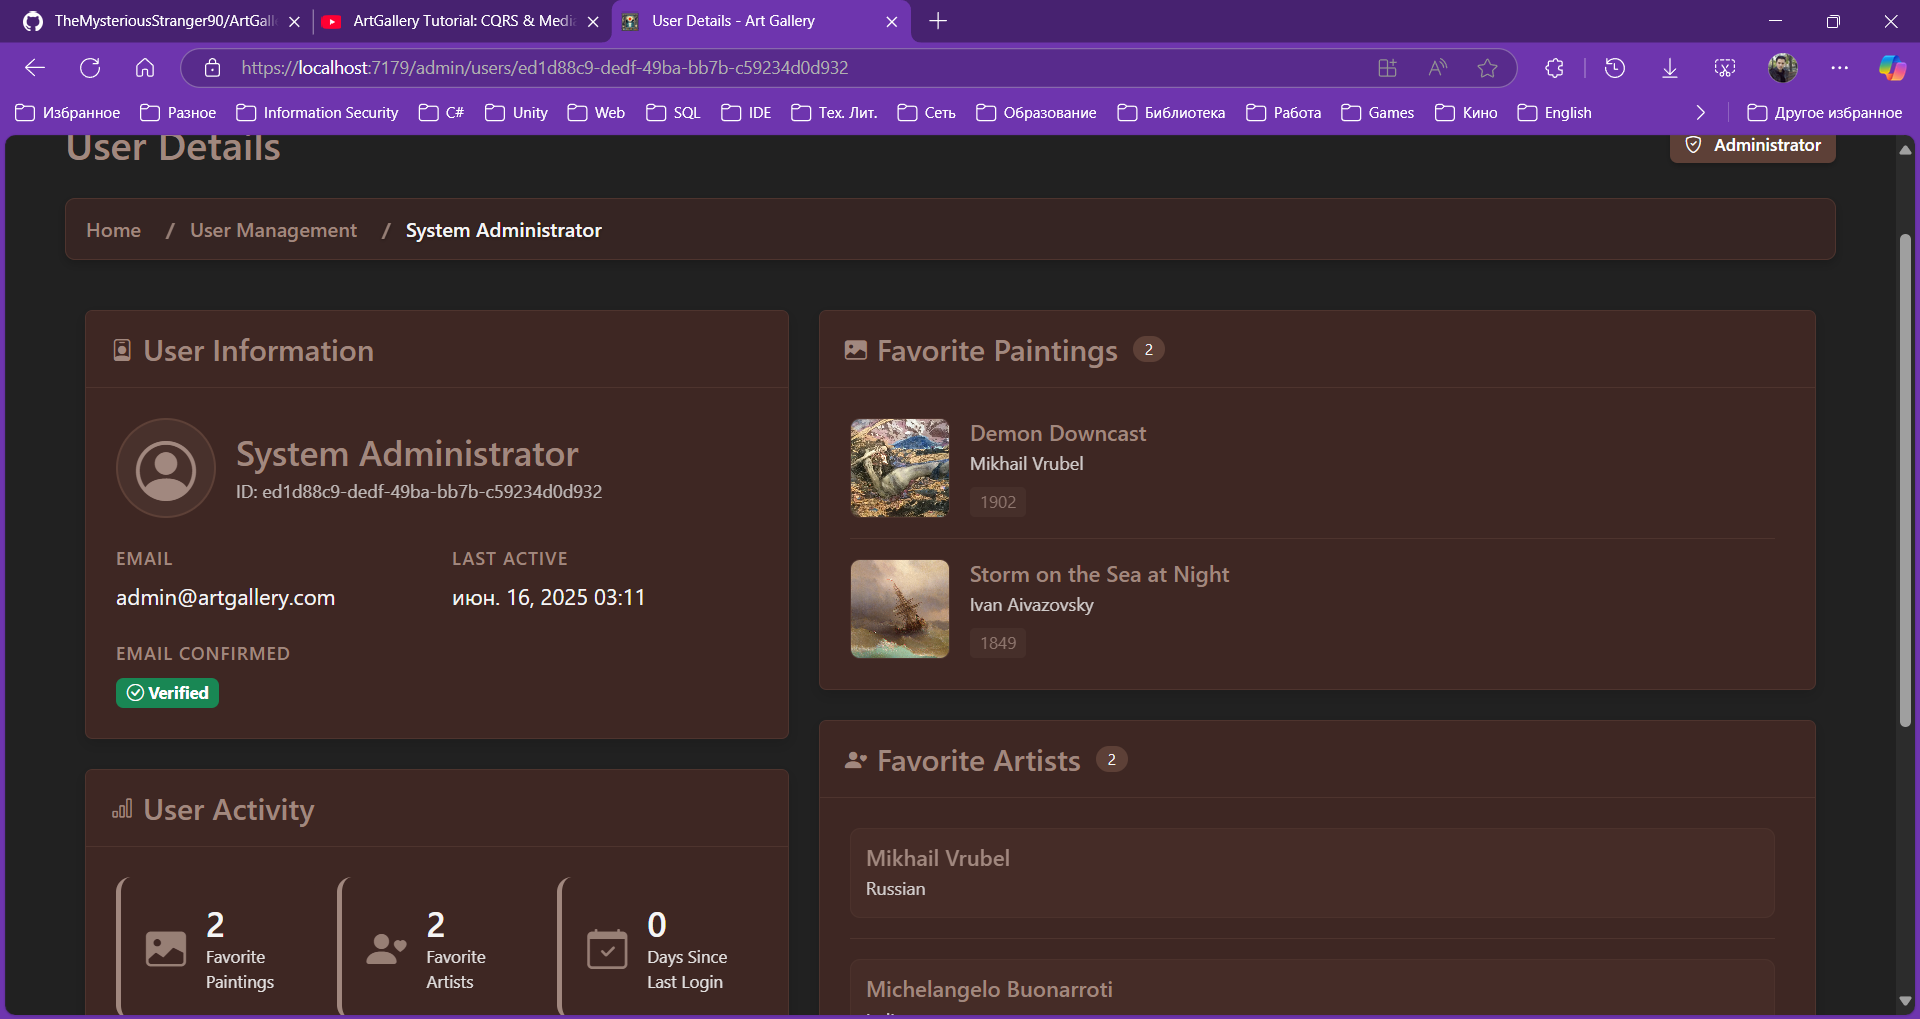 TheMysteriousStranger90/ArtGall
ArtGallery Tutorial: CQRS & Media
User Details - Art Gallery
https://localhost:7179/admin/users/ed1d88c9-dedf-49ba-bb7b-c59234d0d932
Избранное
Разное
Information Security
C#
Unity
Web
SQL
IDE
Тех. Лит.
Сеть
Образование
Библиотека
Работа
Games
Кино
English
Другое избранное
User Details
Administrator
Home / User Management / System Administrator
User Information
System Administrator
ID: ed1d88c9-dedf-49ba-bb7b-c59234d0d932
EMAIL
admin@artgallery.com
LAST ACTIVE
июн. 16, 2025 03:11
EMAIL CONFIRMED
Verified
User Activity
2
Favorite
Paintings
2
Favorite
Artists
0
Days Since
Last Login
Favorite Paintings 2
Demon Downcast
Mikhail Vrubel
1902
Storm on the Sea at Night
Ivan Aivazovsky
1849
Favorite Artists 2
Mikhail Vrubel
Russian
Michelangelo Buonarroti